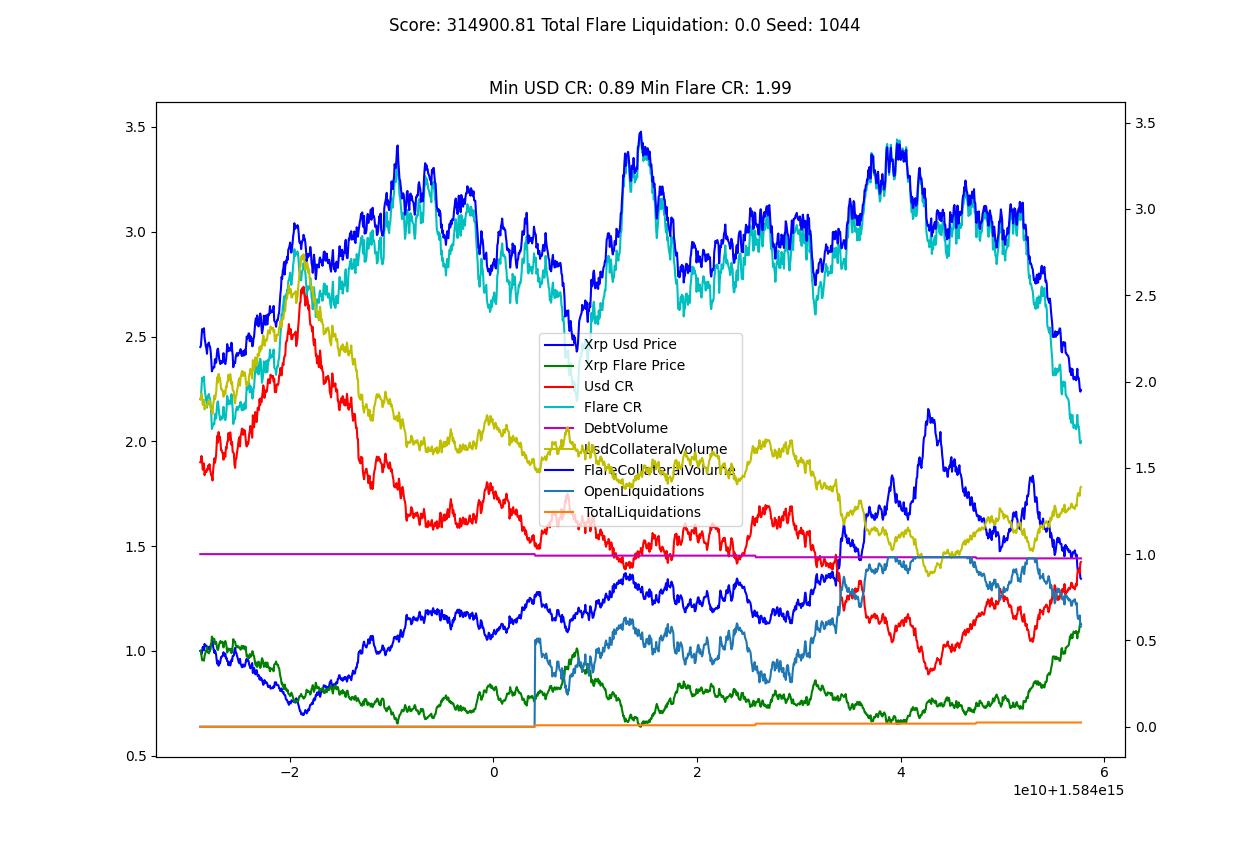 Score: 314900.81 Total Flare Liquidation: 0.0 Seed: 1044
Min USD CR: 0.89 Min Flare CR: 1.99
3.5
3.0
2.5
2.0
1.5
1.0
0.5
3.5
3.0
2.5
2.0
1.5
1.0
0.5
0.0
Xrp Usd Price
Xrp Flare Price
Usd CR
Flare CR
DebtVolume
UsdCollateralVolume
FlareCollateralVolume
OpenLiquidations
TotalLiquidations
−2 0 2 4 6
1e10+1.584e15